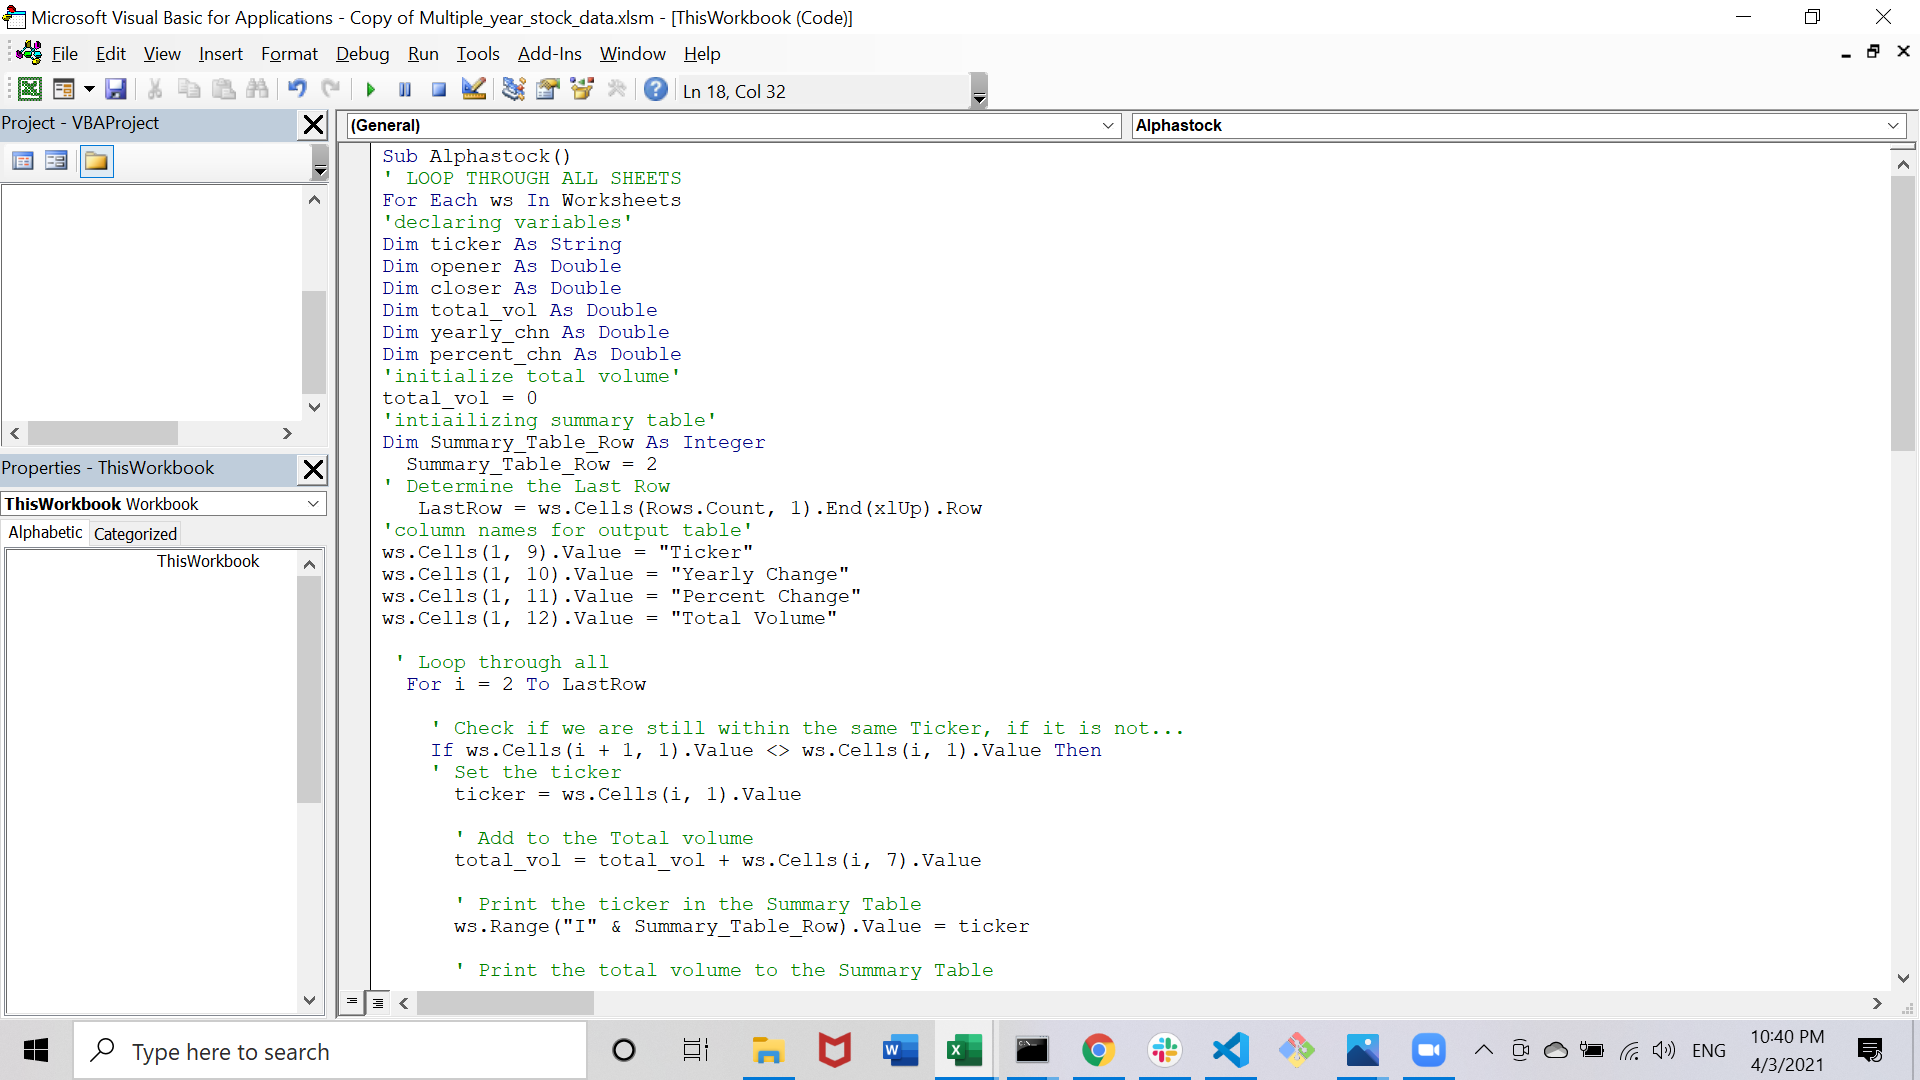 Microsoft Visual Basic for Applications - Copy of Multiple_year_stock_data.xlsm - [ThisWorkbook (Code)]
File Edit View Insert Format Debug Run Tools Add-Ins Window Help
Ln 18, Col 32
Project - VBAProject
(General)
Alphastock
Sub Alphastock()
' LOOP THROUGH ALL SHEETS
For Each ws In Worksheets
'declaring variables'
Dim ticker As String
Dim opener As Double
Dim closer As Double
Dim total_vol As Double
Dim yearly_chn As Double
Dim percent_chn As Double
'initialize total volume'
total_vol = 0
'intiailizing summary table'
Dim Summary_Table_Row As Integer
Summary_Table_Row = 2
' Determine the Last Row
LastRow = ws.Cells(Rows.Count, 1).End(xlUp).Row
'column names for output table'
ws.Cells(1, 9).Value = "Ticker"
ws.Cells(1, 10).Value = "Yearly Change"
ws.Cells(1, 11).Value = "Percent Change"
ws.Cells(1, 12).Value = "Total Volume"
' Loop through all
For i = 2 To LastRow
' Check if we are still within the same Ticker, if it is not...
If ws.Cells(i + 1, 1).Value <> ws.Cells(i, 1).Value Then
' Set the ticker
ticker = ws.Cells(i, 1).Value
' Add to the Total volume
total_vol = total_vol + ws.Cells(i, 7).Value
' Print the ticker in the Summary Table
ws.Range("I" & Summary_Table_Row).Value = ticker
' Print the total volume to the Summary Table
Properties - ThisWorkbook
ThisWorkbook Workbook
Alphabetic Categorized
ThisWorkbook
Type here to search
ENG
10:40 PM
4/3/2021